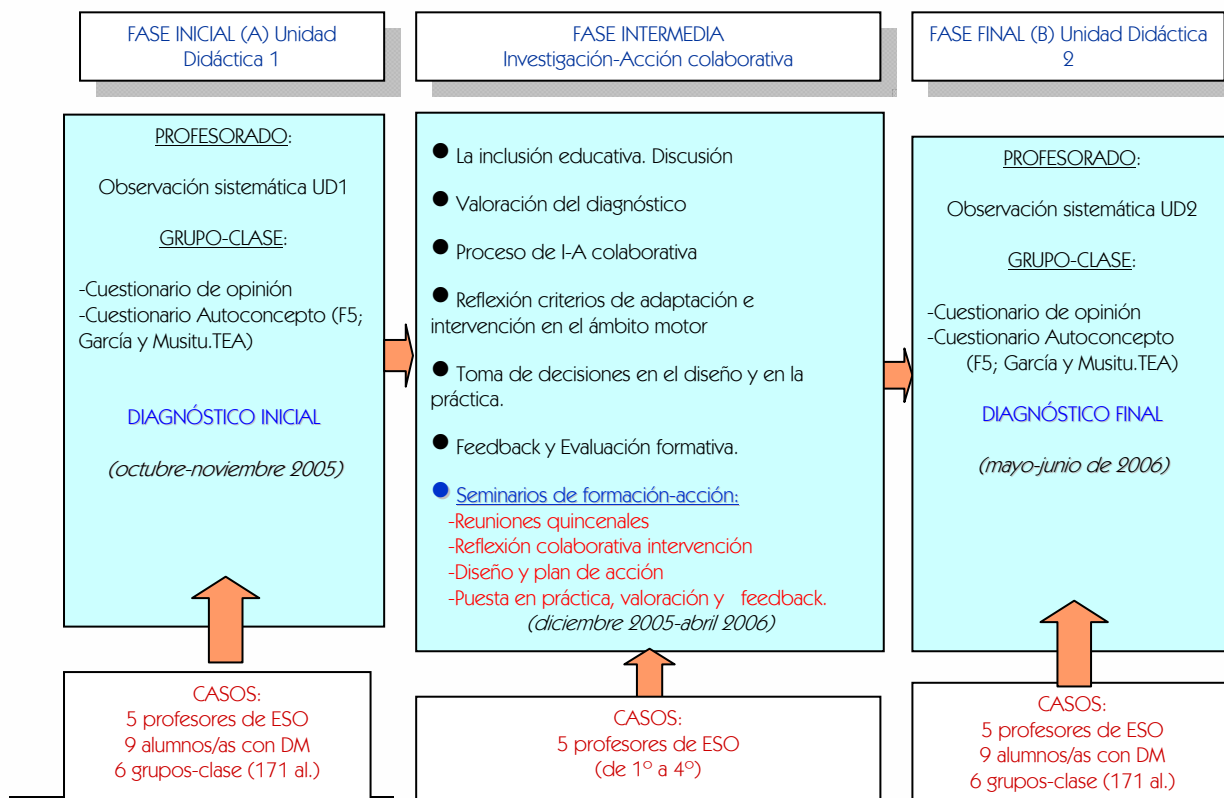 FASE INICIAL (A) Unidad
Didáctica 1
PROFESORADO:
Observación sistemática UD1
GRUPO-CLASE:
-Cuestionario de opinión
-Cuestionario Autoconcepto (F5;
García y Musitu.TEA)
DIAGNÓSTICO INICIAL
(octubre-noviembre 2005)
CASOS:
5 profesores de ESO
9 alumnos/as con DM
6 grupos-clase (171 al.)
FASE INTERMEDIA
Investigación-Acción colaborativa
● La inclusión educativa. Discusión
● Valoración del diagnóstico
● Proceso de I-A colaborativa
● Reflexión criterios de adaptación e
intervención en el ámbito motor
● Toma de decisiones en el diseño y en la
práctica.
● Feedback y Evaluación formativa.
● Seminarios de formación-acción:
-Reuniones quincenales
-Reflexión colaborativa intervención
-Diseño y plan de acción
-Puesta en práctica, valoración y feedback.
(diciembre 2005-abril 2006)
CASOS:
5 profesores de ESO
(de 1º a 4º)
FASE FINAL (B) Unidad Didáctica
2
PROFESORADO:
Observación sistemática UD2
GRUPO-CLASE:
-Cuestionario de opinión
-Cuestionario Autoconcepto
(F5; García y Musitu.TEA)
DIAGNÓSTICO FINAL
(mayo-junio de 2006)
CASOS:
5 profesores de ESO
9 alumnos/as con DM
6 grupos-clase (171 al.)